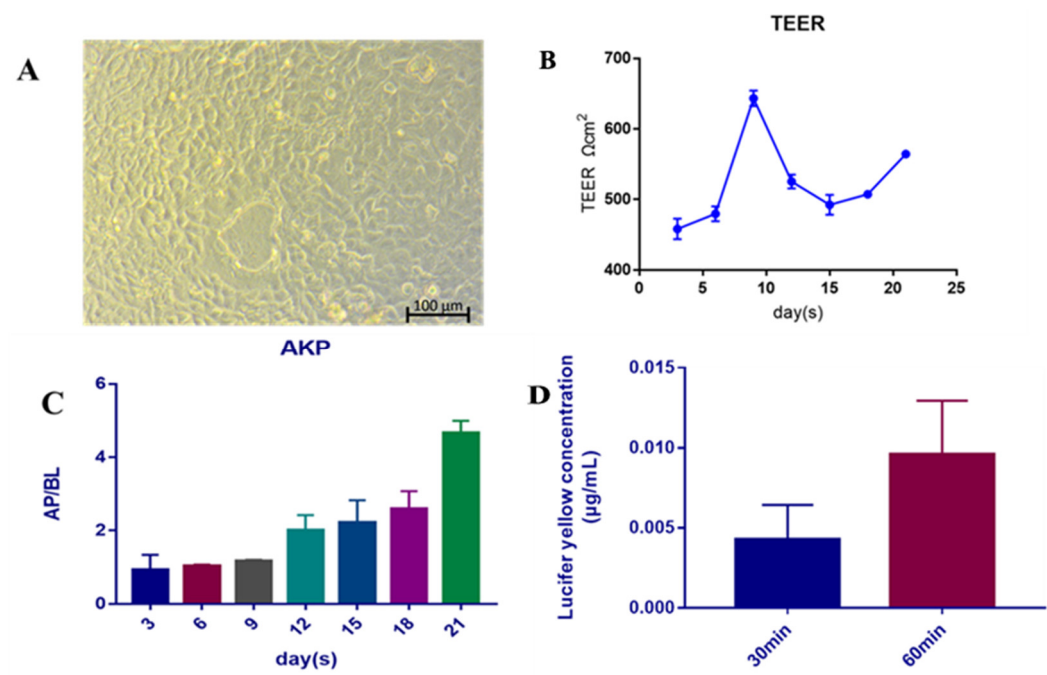 A
100 μm
B
TEER
TEER Ωcm2
700
600
500
400
0
5
10
15
20
25
day(s)
C
AKP
AP/BL
6
4
2
0
3
6
9
12
15
18
21
day(s)
D
Lucifer yellow concentration
(μg/mL)
0.015
0.010
0.005
0.000
30min
60min